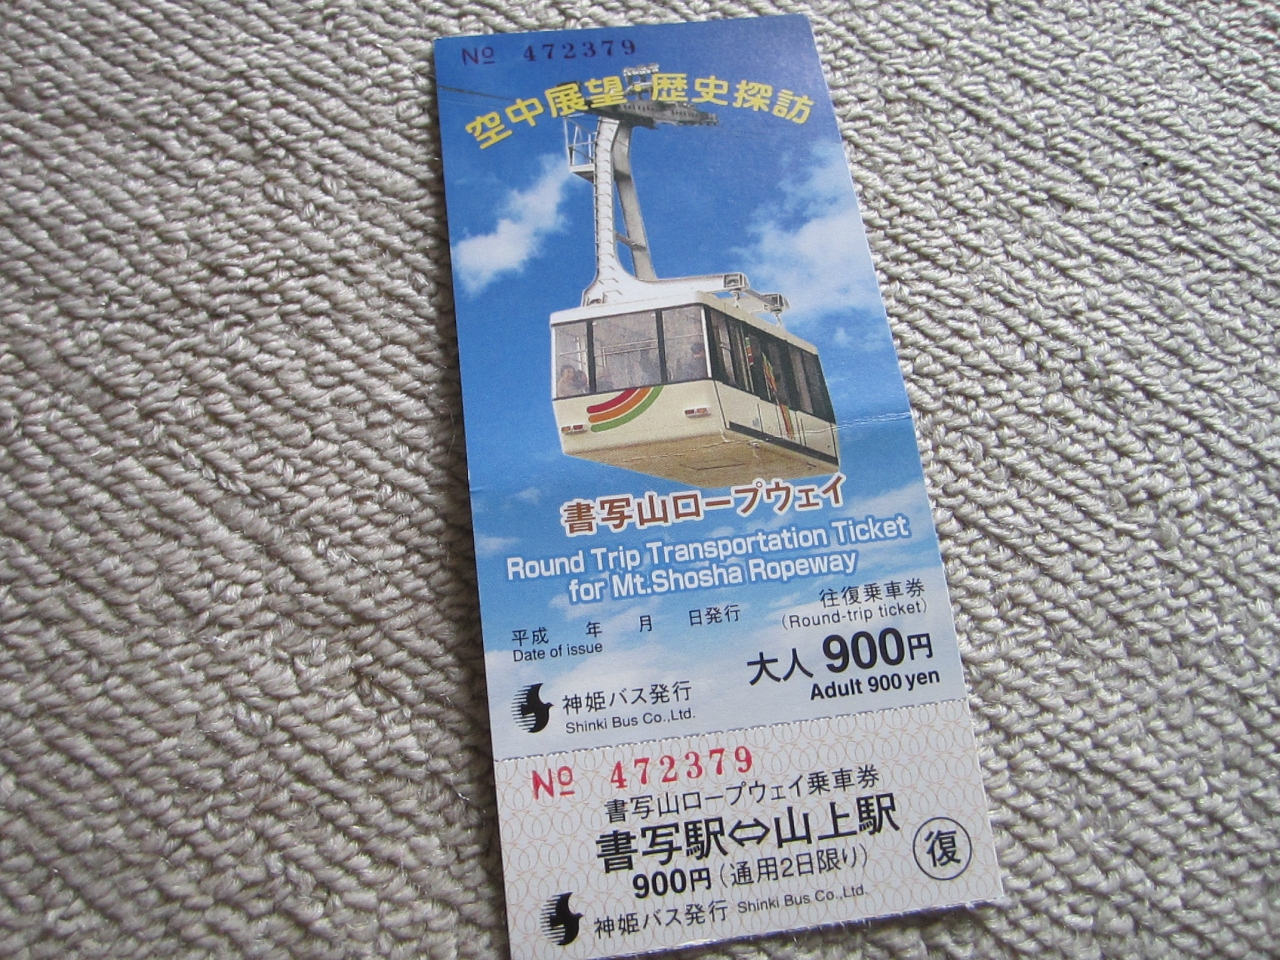 No 472379
空中展望・歴史探訪
書写山ロープウェイ
Round Trip Transportation Ticket
for Mt.Shosha Ropeway
平成 年 月 日発行
Date of issue
往復乗車券
(Round-trip ticket)
大人 900円
Adult 900 yen
神姫バス発行
Shinki Bus Co.,Ltd.
No 472379
書写山ロープウェイ乗車券
書写駅⇔山上駅
900円(通用2日限り)
復
神姫バス発行 Shinki Bus Co.,Ltd.